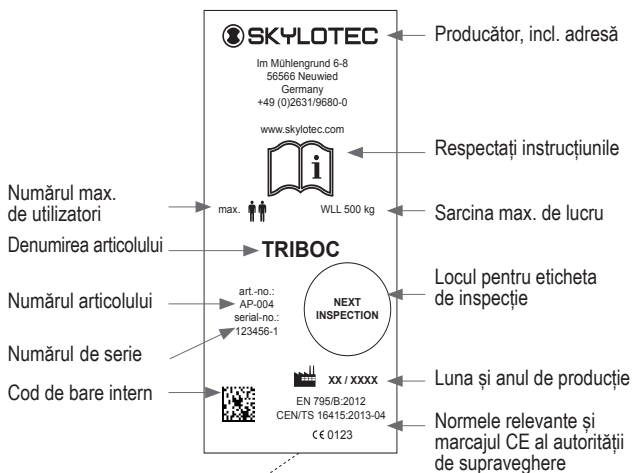 SKYLOTEC
Producător, incl. adresă
Im Mühlengrund 6-8
56566 Neuwied
Germany
+49 (0)2631/9680-0
www.skylotec.com
i
Respectați instrucțiunile
Numărul max.
de utilizatori
max.
WLL 500 kg
Sarcina max. de lucru
Denumirea articolului
TRIBOC
Numărul articolului
art.-no.:
AP-004
serial-no.:
123456-1
NEXT
INSPECTION
Locul pentru eticheta
de inspecție
Numărul de serie
Cod de bare intern
XX / XXXX
Luna și anul de producție
EN 795/B:2012
CEN/TS 16415:2013-04
CE 0123
Normele relevante și
marcajul CE al autorității
de supraveghere